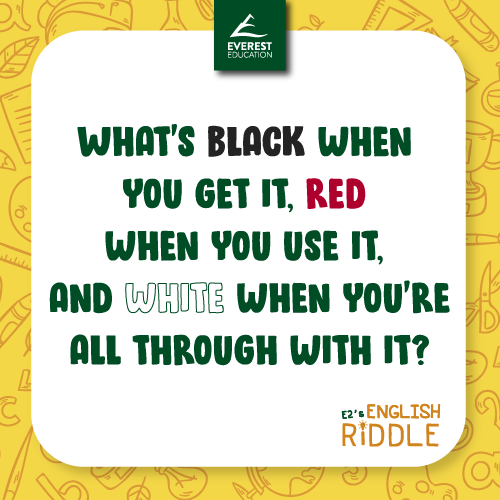 EVEREST
EDUCATION
WHAT'S BLACK WHEN
YOU GET IT, RED
WHEN YOU USE IT,
AND WHITE WHEN YOU'RE
ALL THROUGH WITH IT?
E2's ENGLISH
RIDDLE